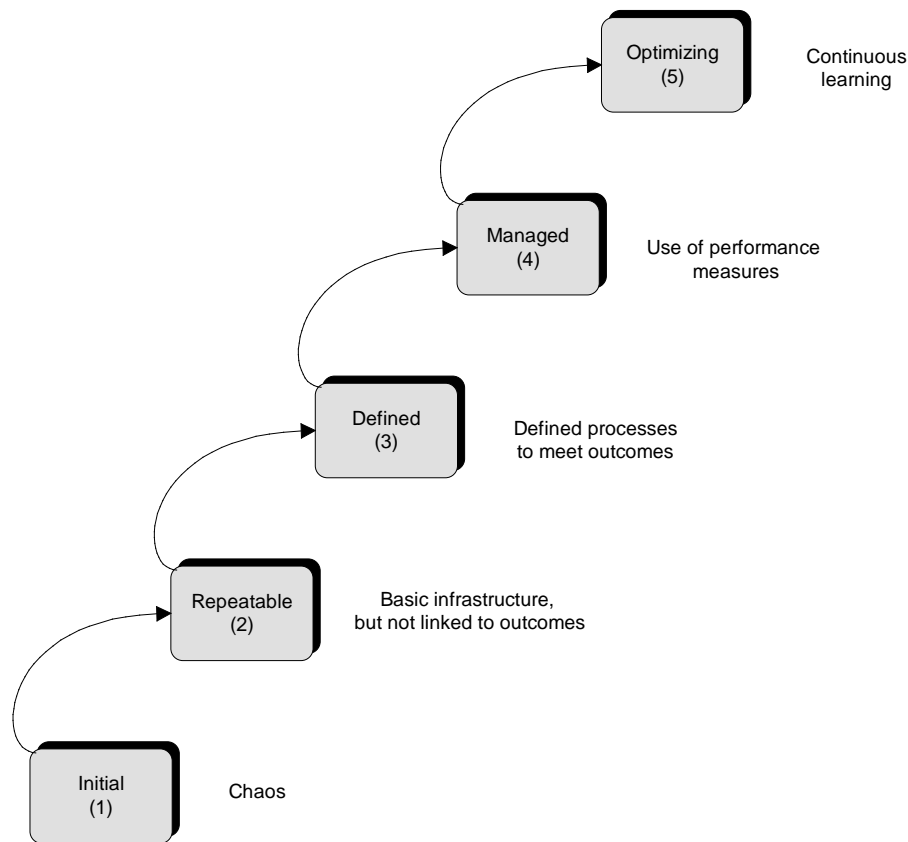 Optimizing
(5)
Continuous
learning
Managed
(4)
Use of performance
measures
Defined
(3)
Defined processes
to meet outcomes
Repeatable
(2)
Basic infrastructure,
but not linked to outcomes
Initial
(1)
Chaos